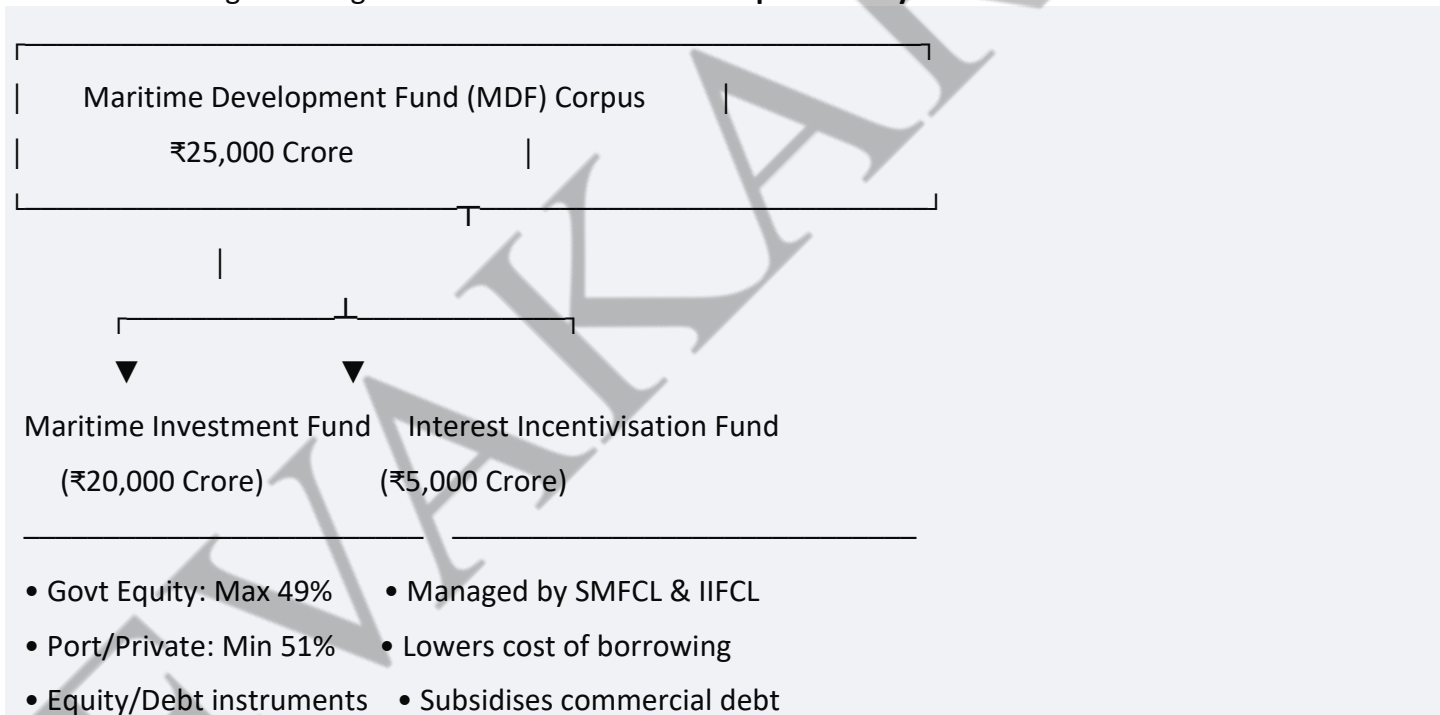 Maritime Development Fund (MDF) Corpus
₹25,000 Crore
Maritime Investment Fund Interest Incentivisation Fund
(₹20,000 Crore) (₹5,000 Crore)
• Govt Equity: Max 49% • Managed by SMFCL & IIFCL
• Port/Private: Min 51% • Lowers cost of borrowing
• Equity/Debt instruments • Subsidises commercial debt